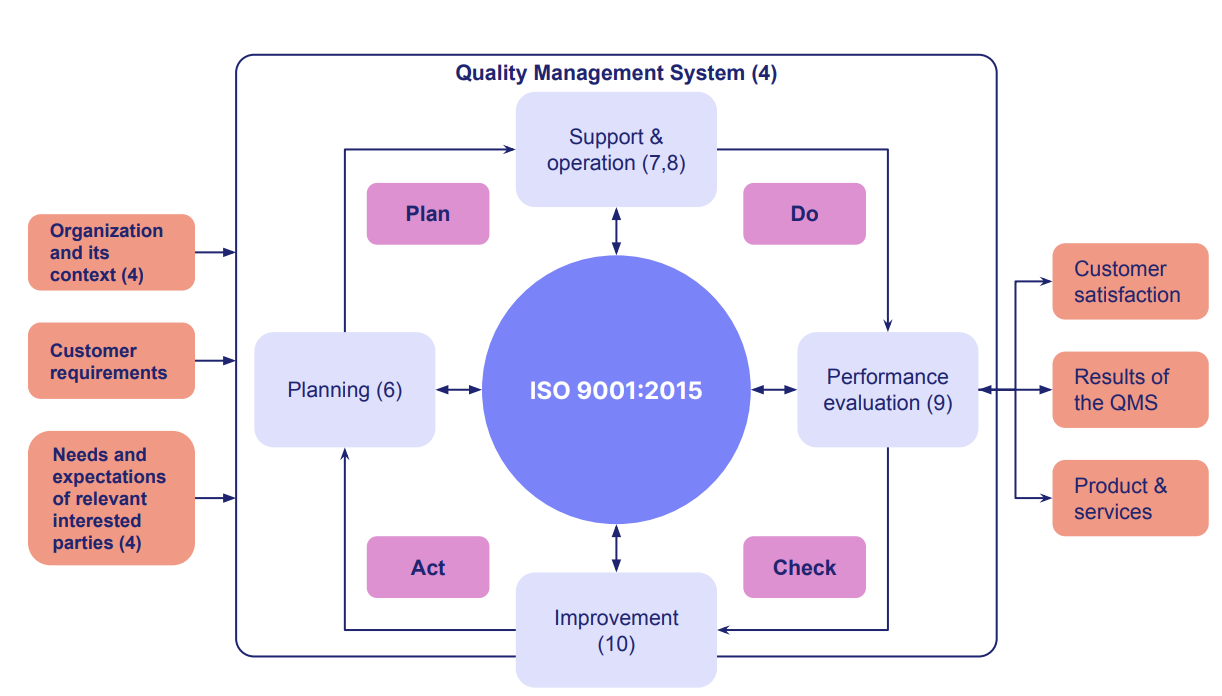 Quality Management System (4)
Support &
operation (7,8)
Plan
Do
Organization
and its
context (4)
Customer
requirements
Needs and
expectations
of relevant
interested
parties (4)
Planning (6)
ISO 9001:2015
Performance
evaluation (9)
Customer
satisfaction
Results of
the QMS
Product &
services
Act
Check
Improvement
(10)